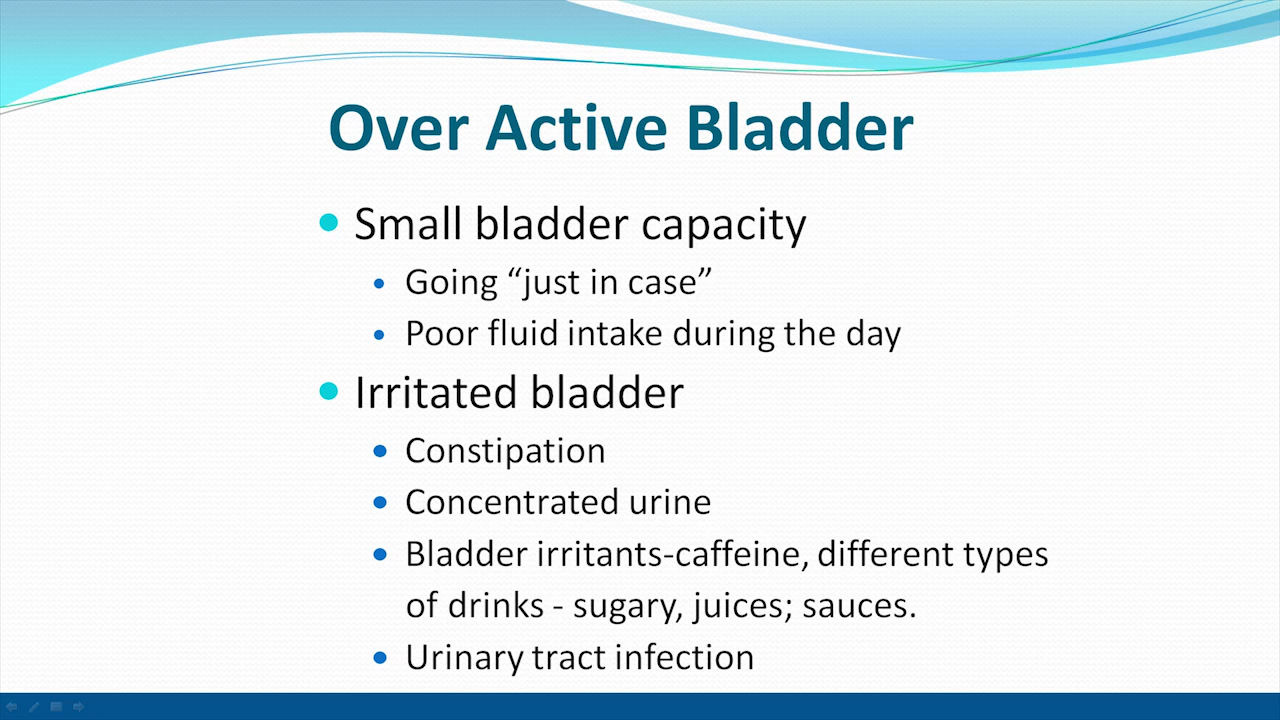 Over Active Bladder
Small bladder capacity
Going “just in case”
Poor fluid intake during the day
Irritated bladder
Constipation
Concentrated urine
Bladder irritants-caffeine, different types
of drinks - sugary, juices; sauces.
Urinary tract infection